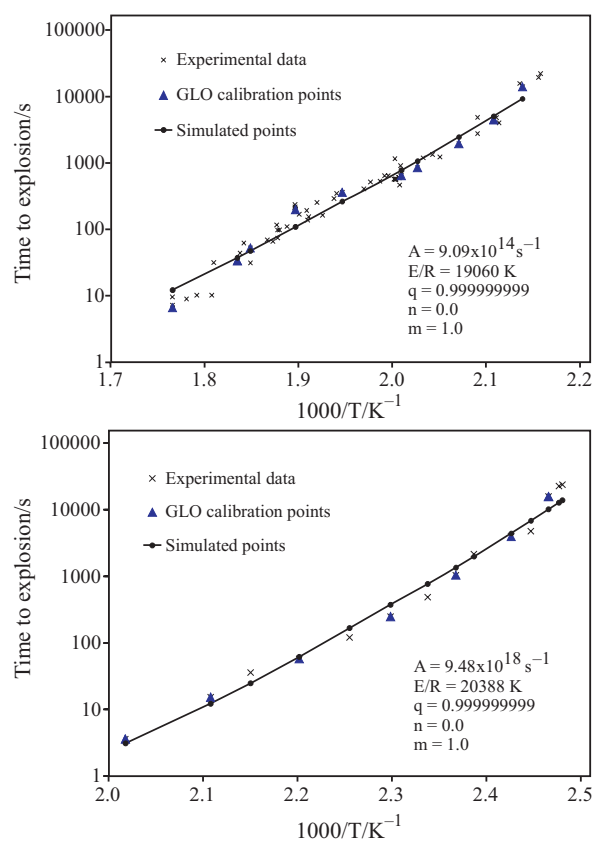 100000
10000
1000
100
10
1
Time to explosion/s
× Experimental data
GLO calibration points
Simulated points
A = 9.09x10^14 s^−1
E/R = 19060 K
q = 0.999999999
n = 0.0
m = 1.0
1.7 1.8 1.9 2.0 2.1 2.2
1000/T/K^−1
100000
10000
1000
100
10
1
Time to explosion/s
× Experimental data
GLO calibration points
Simulated points
A = 9.48x10^18 s^−1
E/R = 20388 K
q = 0.999999999
n = 0.0
m = 1.0
2.0 2.1 2.2 2.3 2.4 2.5
1000/T/K^−1